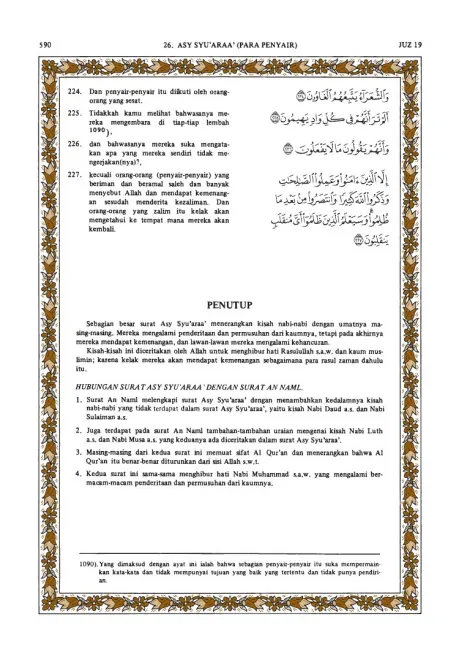 590 26. ASY SYU'ARAA' (PARA PENYAIR) JUZ 19
224. Dan penyair-penyair itu diikuti oleh orang-
orang yang sesat.
وَالشُّعَرَاءُ يَتَّبِعُهُمُ الْغَاوُونَ ﴿٢٢٤﴾
225. Tidakkah kamu melihat bahwasanya me-
reka mengembara di tiap-tiap lembah
1090),
أَلَمْ تَرَ أَنَّهُمْ فِي كُلِّ وَادٍ يَهِيمُونَ ﴿٢٢٥﴾
226. dan bahwasanya mereka suka mengata-
kan apa yang mereka sendiri tidak me-
ngerjakan(nya)?,
وَأَنَّهُمْ يَقُولُونَ مَا لَا يَفْعَلُونَ ﴿٢٢٦﴾
227. kecuali orang-orang (penyair-penyair) yang
beriman dan beramal saleh dan banyak
menyebut Allah dan mendapat kemenang-
an sesudah menderita kezaliman. Dan
orang-orang yang zalim itu kelak akan
mengetahui ke tempat mana mereka akan
kembali.
إِلَّا الَّذِينَ ءَامَنُوا وَعَمِلُوا الصَّٰلِحَٰتِ
وَذَكَرُوا اللَّهَ كَثِيرًا وَانْتَصَرُوا مِنْ بَعْدِ مَا
ظُلِمُوا وَسَيَعْلَمُ الَّذِينَ ظَلَمُوا أَيَّ مُنْقَلَبٍ
يَنْقَلِبُونَ ﴿٢٢٧﴾
PENUTUP
Sebagian besar surat Asy Syu'araa' menerangkan kisah nabi-nabi dengan umatnya ma-
sing-masing. Mereka mengalami penderitaan dan permusuhan dari kaumnya, tetapi pada akhirnya
mereka mendapat kemenangan, dan lawan-lawan mereka mengalami kehancuran.
Kisah-kisah ini diceritakan oleh Allah untuk menghibur hati Rasulullah s.a.w. dan kaum mus-
limin; karena kelak mereka akan mendapat kemenangan sebagaimana para rasul zaman dahulu
itu.
HUBUNGAN SURAT ASY SYU'ARAA' DENGAN SURAT AN NAML.
1. Surat An Naml melengkapi surat Asy Syu'araa' dengan menambahkan kedalamnya kisah
nabi-nabi yang tidak terdapat dalam surat Asy Syu'araa', yaitu kisah Nabi Daud a.s. dan Nabi
Sulaiman a.s.
2. Juga terdapat pada surat An Naml tambahan-tambahan uraian mengenai kisah Nabi Luth
a.s. dan Nabi Musa a.s. yang keduanya ada diceritakan dalam surat Asy Syu'araa'.
3. Masing-masing dari kedua surat ini memuat sifat Al Qur'an dan menerangkan bahwa Al
Qur'an itu benar-benar diturunkan dari sisi Allah s.w.t.
4. Kedua surat ini sama-sama menghibur hati Nabi Muhammad s.a.w. yang mengalami ber-
macam-macam penderitaan dan permusuhan dari kaumnya.
1090). Yang dimaksud dengan ayat ini ialah bahwa sebagian penyair-penyair itu suka mempermain-
kan kata-kata dan tidak mempunyai tujuan yang baik yang tertentu dan tidak punya pendiri-
an.